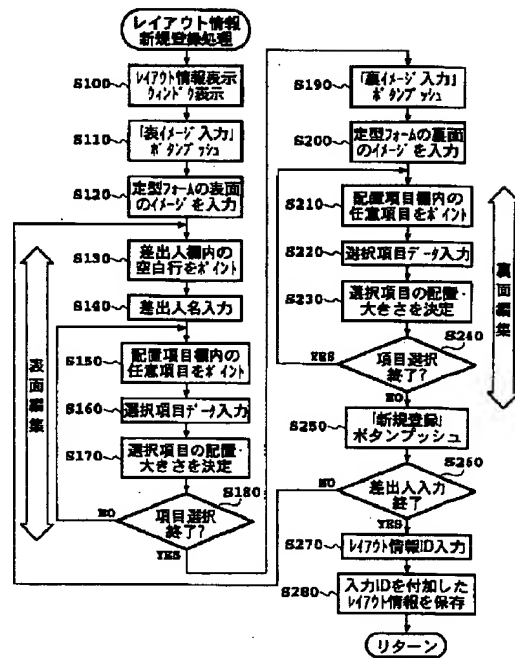 レイアウト情報
新規登録処理
S100
レイアウト情報表示
ウィンドウ表示
S110
「表イメージ入力」
ボタンプッシュ
S120
定型フォームの表面
のイメージを入力
S130
差出人欄内の
空白行をポイント
S140
差出人名入力
S150
配置項目欄内の
任意項目をポイント
S160
選択項目データ入力
S170
選択項目の配置・
大きさを決定
S180
項目選択
終了?
NO
YES
表面編集
S190
「裏イメージ入力」
ボタンプッシュ
S200
定型フォームの裏面
のイメージを入力
S210
配置項目欄内の
任意項目をポイント
S220
選択項目データ入力
S230
選択項目の配置・
大きさを決定
S240
項目選択
終了?
YES
NO
裏面編集
S250
「新規登録」
ボタンプッシュ
S260
差出人入力
終了
NO
YES
S270
レイアウト情報ID入力
S280
入力IDを付加した
レイアウト情報を保存
リターン